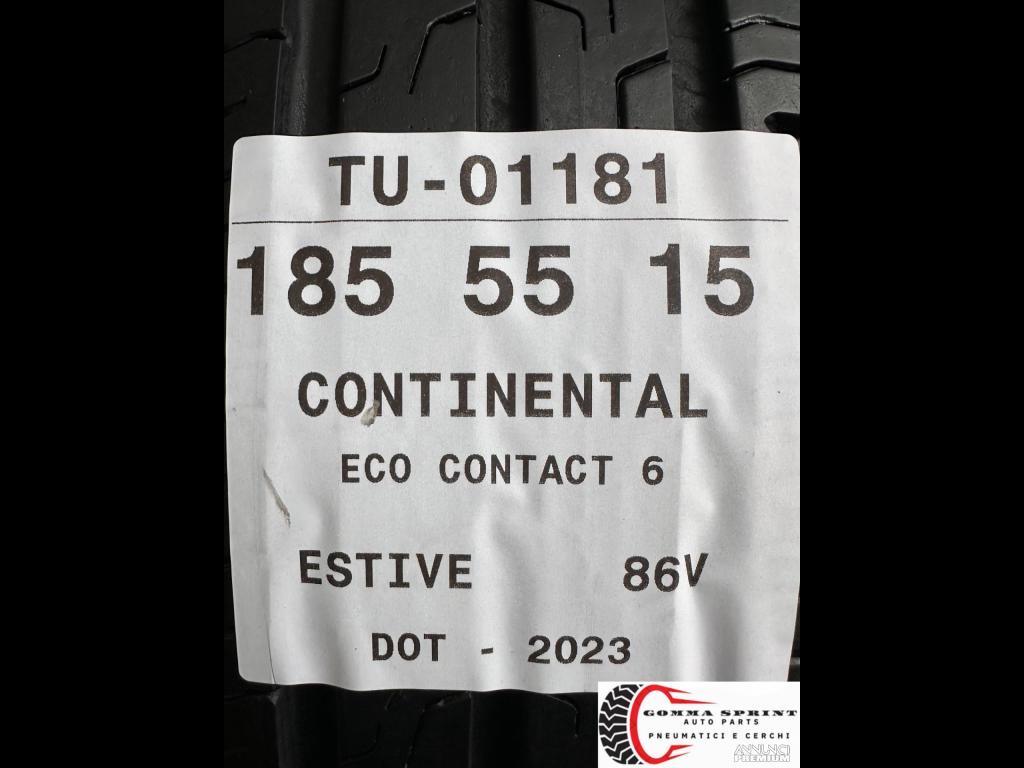 TU-01181
185 55 15
CONTINENTAL
ECO CONTACT 6
ESTIVE 86V
DOT - 2023
GOMMA SPRINT
AUTO PARTS
PNEUMATICI E CERCHI
ANNUNCI
PREMIUM